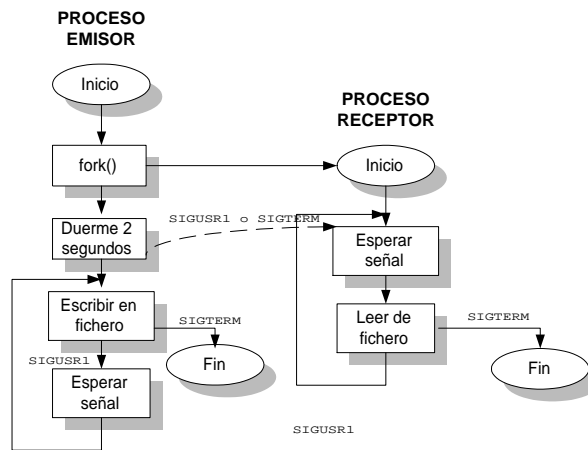 PROCESO
EMISOR
Inicio
PROCESO
RECEPTOR
fork()
Inicio
Duerme 2
segundos
SIGUSR1 o SIGTERM
Esperar
señal
Escribir en
fichero
SIGTERM
Leer de
fichero
SIGTERM
SIGUSR1
Fin
Fin
Esperar
señal
SIGUSR1